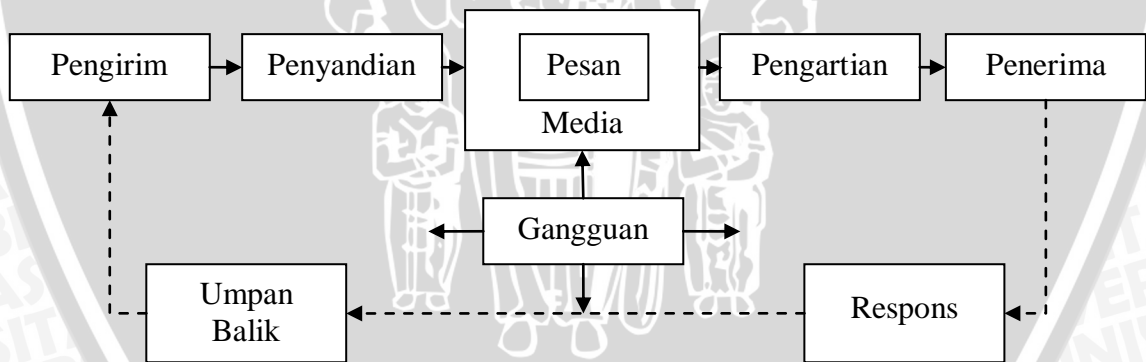 Pengirim
Penyandian
Pesan
Media
Pengartian
Penerima
Gangguan
Umpan
Balik
Respons